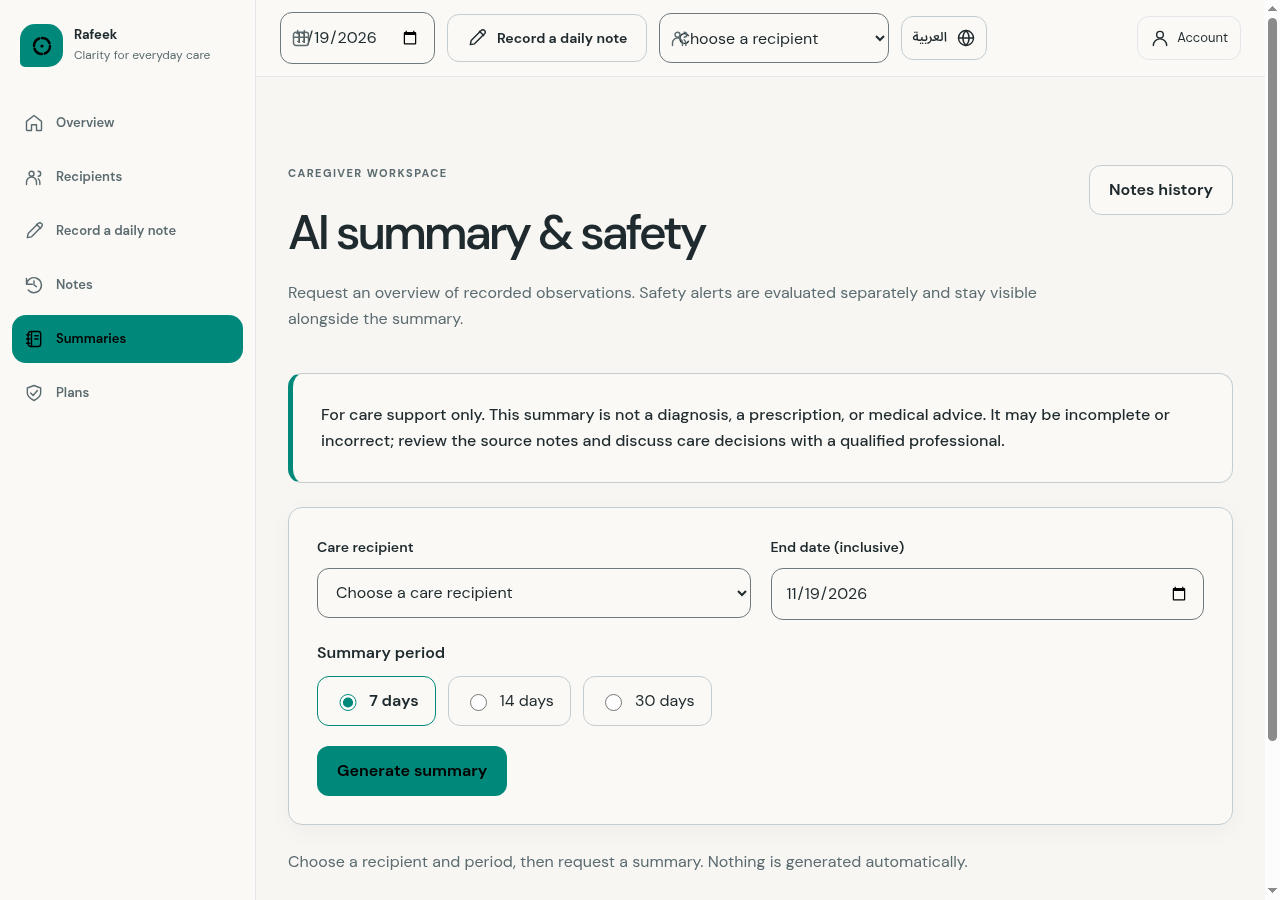 Rafeek
Clarity for everyday care
Overview
Recipients
Record a daily note
Notes
Summaries
Plans
/19/2026
Record a daily note
hoose a recipient
العربية
Account
CAREGIVER WORKSPACE
Notes history
AI summary & safety
Request an overview of recorded observations. Safety alerts are evaluated separately and stay visible
alongside the summary.
For care support only. This summary is not a diagnosis, a prescription, or medical advice. It may be incomplete or
incorrect; review the source notes and discuss care decisions with a qualified professional.
Care recipient
End date (inclusive)
Choose a care recipient
11/19/2026
Summary period
7 days
14 days
30 days
Generate summary
Choose a recipient and period, then request a summary. Nothing is generated automatically.